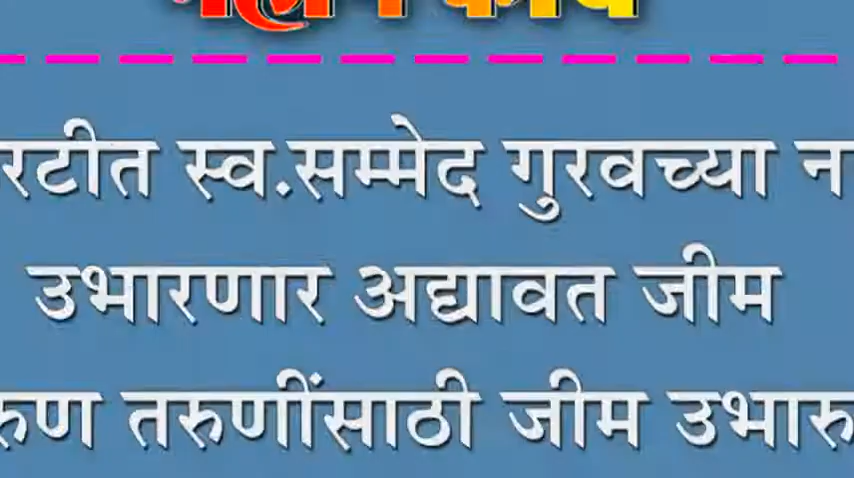 रटीत स्व.सम्मेद गुरवच्या
उभारणार अद्यावत जीम
तरुणींसाठी जीम